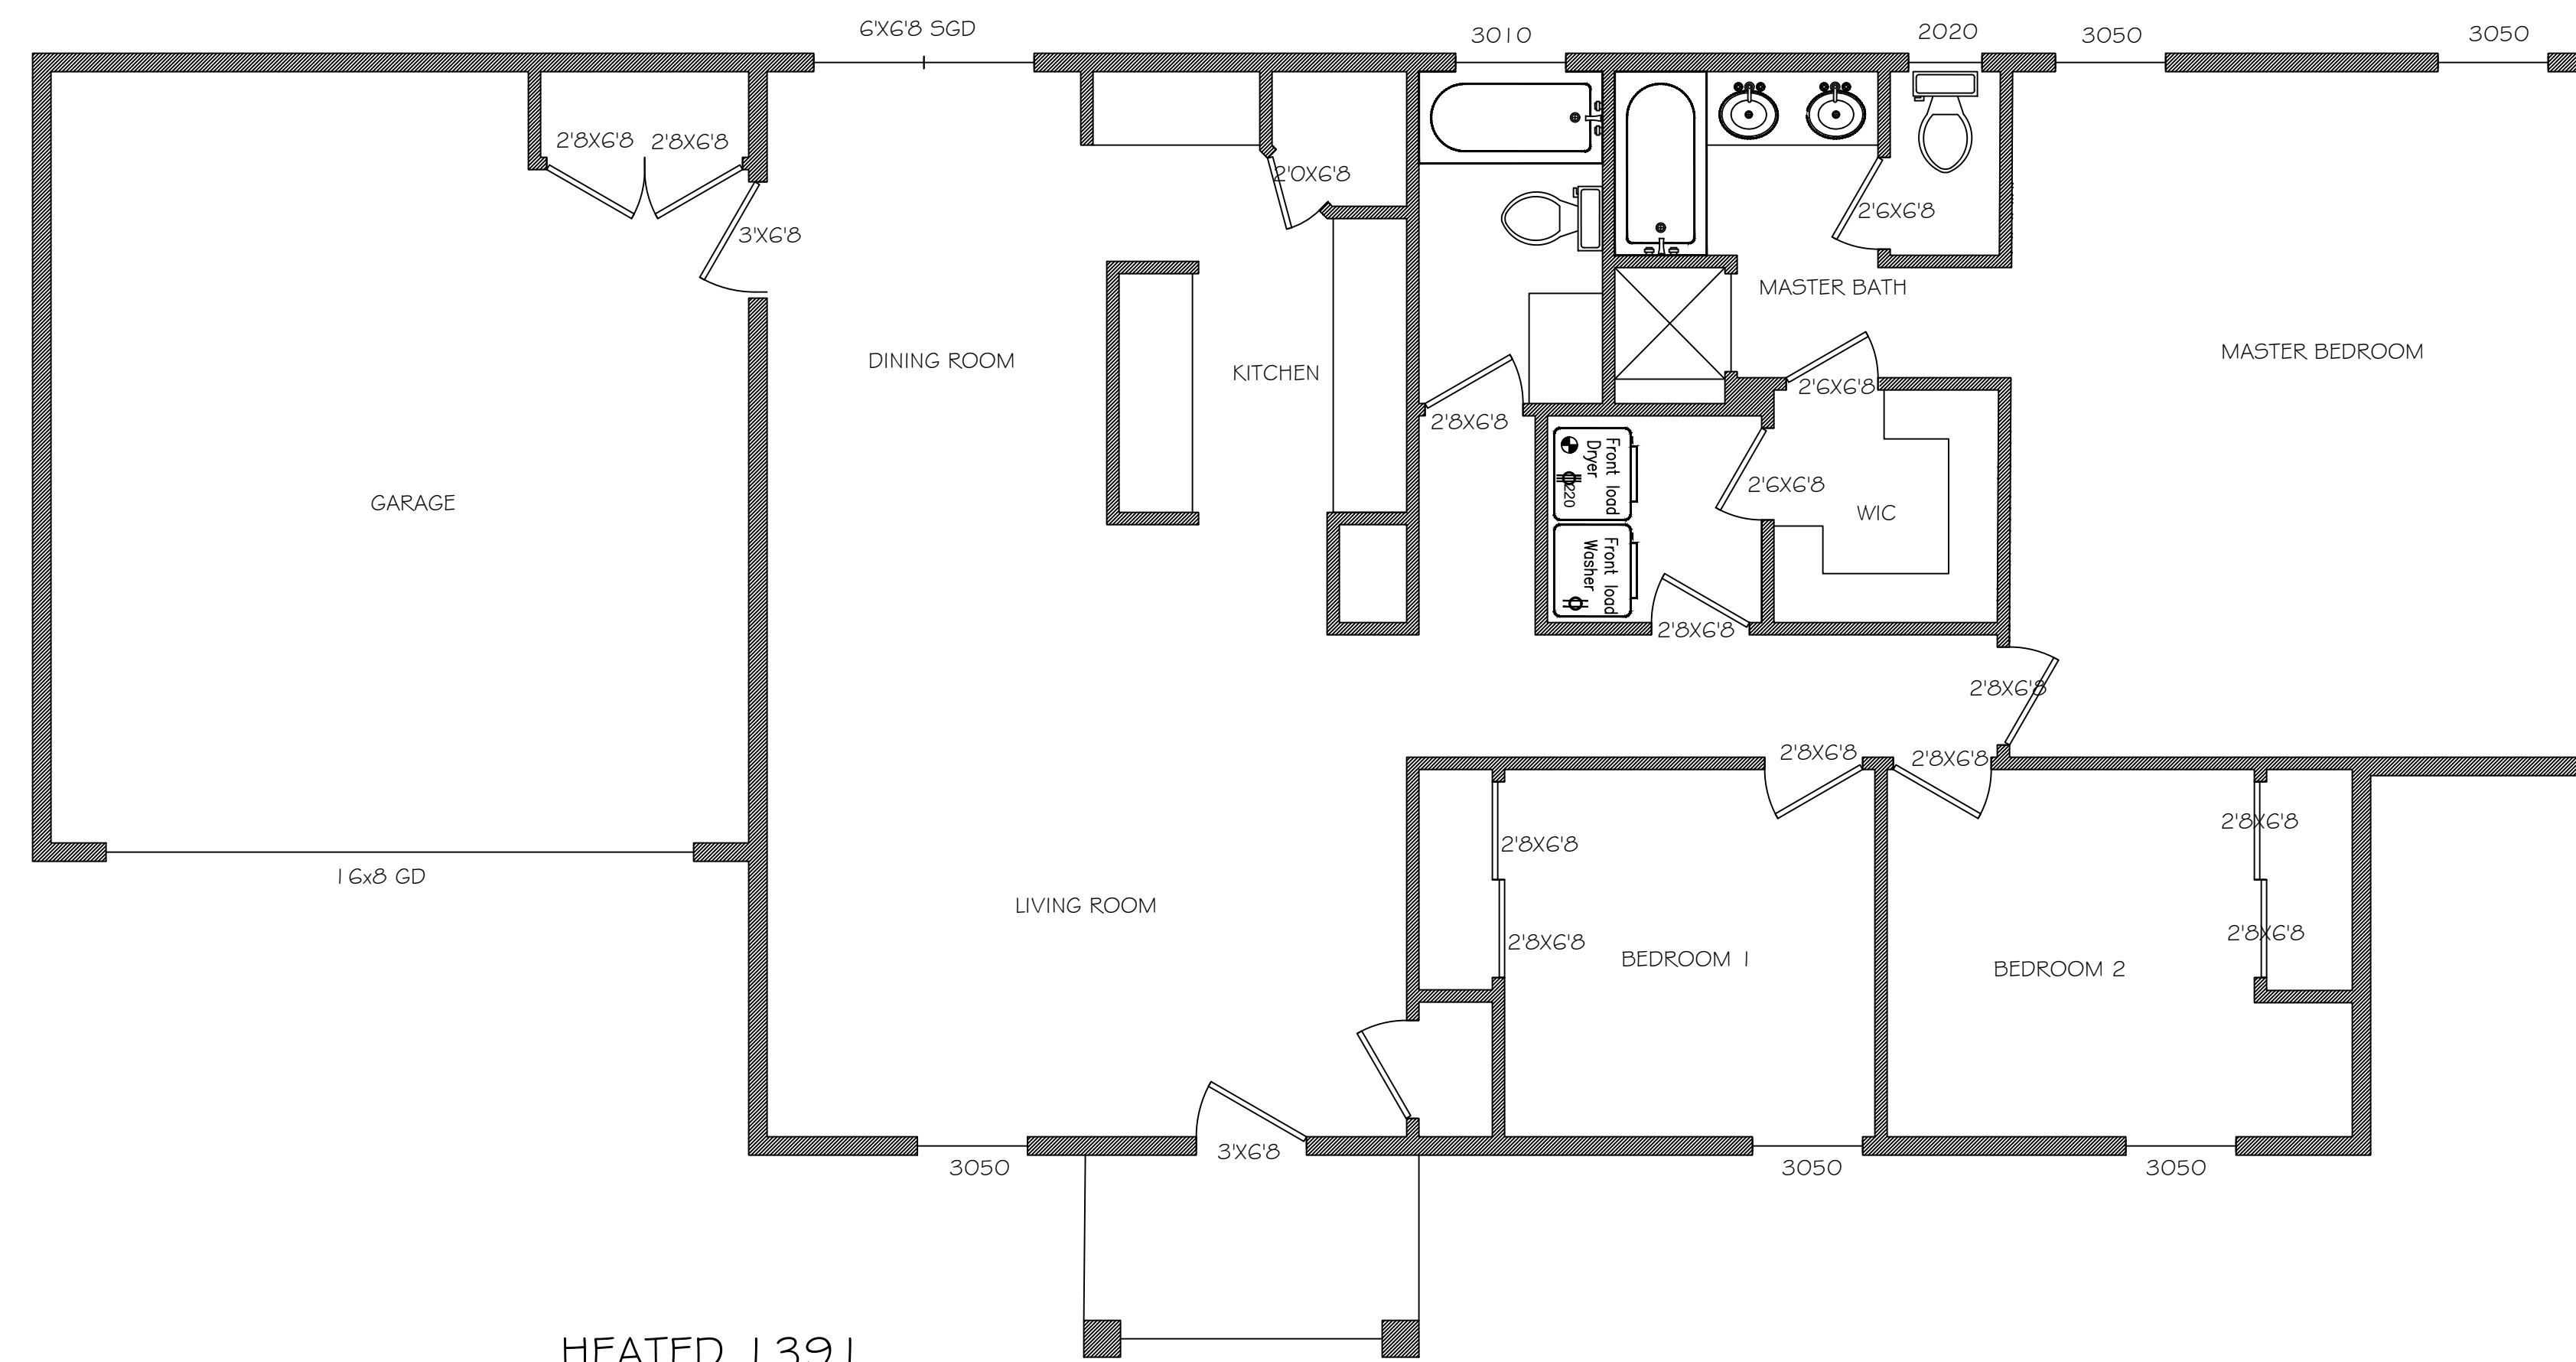 6'X6'8 SGD
3010
2020
3050
3050
2'8X6'8
2'8X6'8
2'0X6'8
2'6X6'8
3'X6'8
MASTER BATH
MASTER BEDROOM
DINING ROOM
KITCHEN
2'6X6'8
2'8X6'8
Front load
Dryer
220
2'6X6'8
GARAGE
WIC
Front load
Washer
2'8X6'8
2'8X6'8
2'8X6'8
2'8X6'8
2'8X6'8
2'8X6'8
16x8 GD
LIVING ROOM
2'8X6'8
2'8X6'8
BEDROOM 1
BEDROOM 2
3'X6'8
3050
3050
3050
HEATED 1391